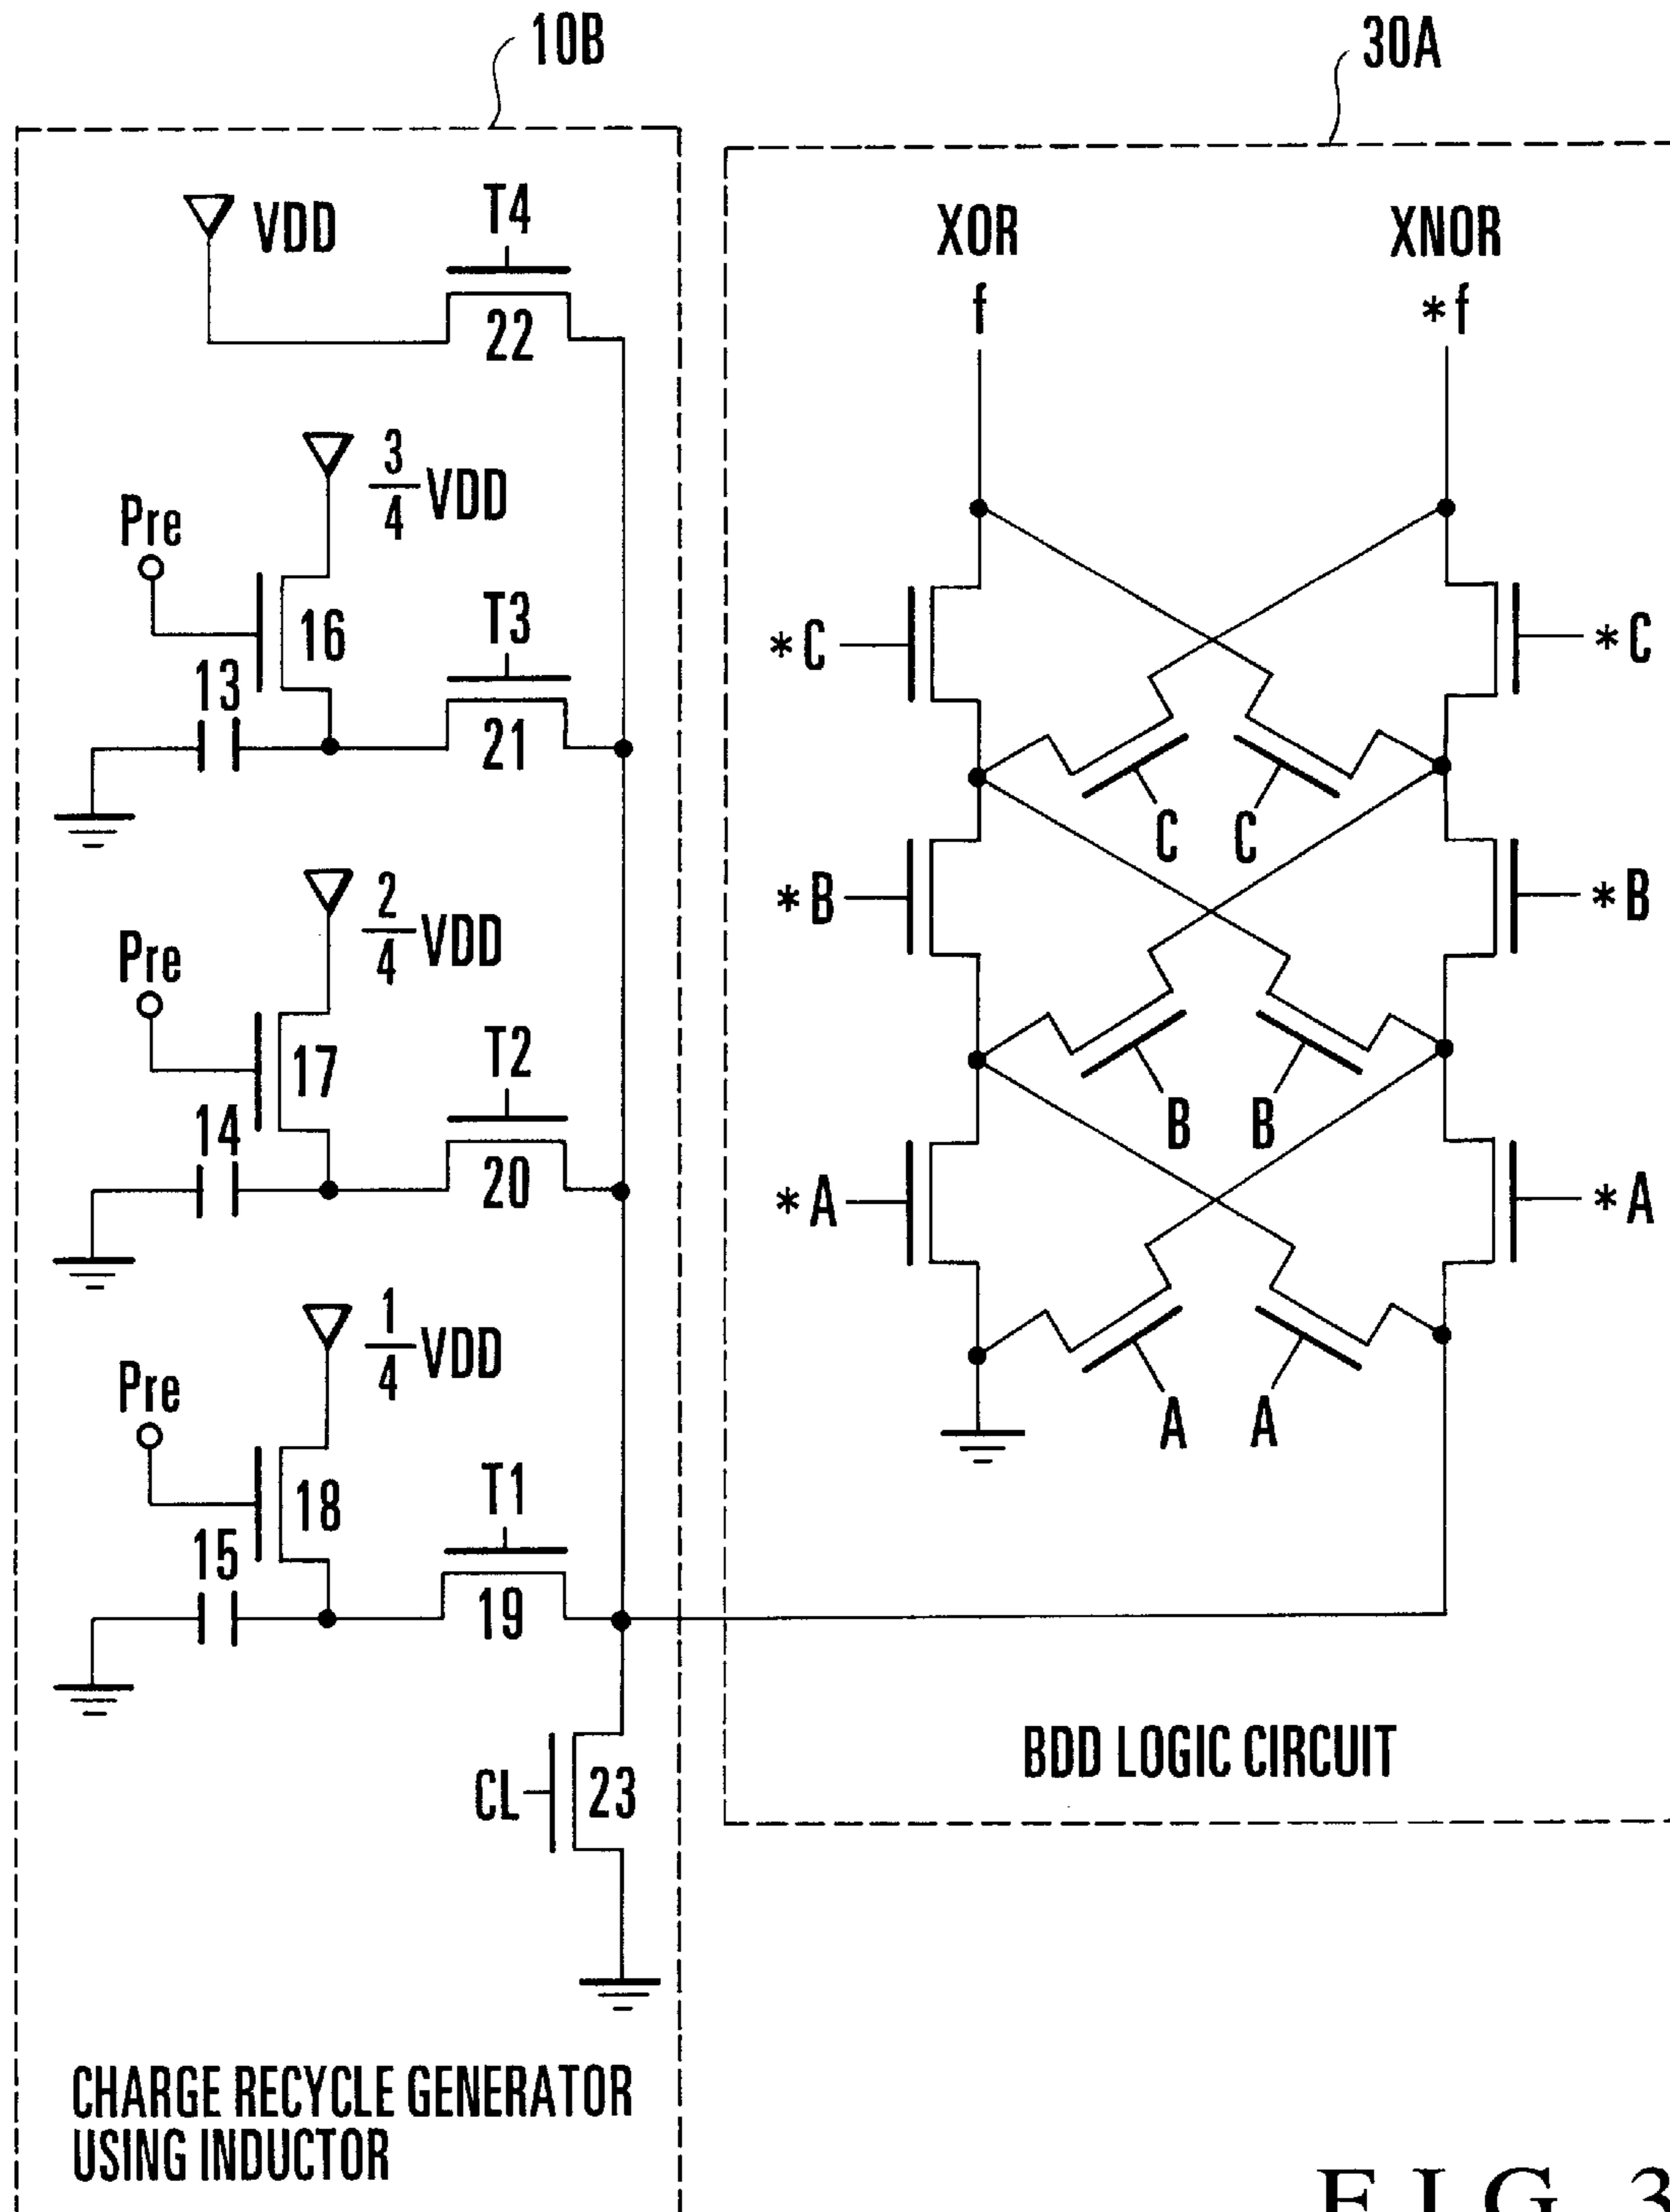 10B
30A
VDD
T4
22
XOR
f
XNOR
*f
3/4 VDD
Pre
16
13
T3
21
*C
*C
C
C
2/4 VDD
Pre
17
14
T2
20
*B
*B
B
B
*A
*A
A
A
1/4 VDD
Pre
18
15
T1
19
CL
23
BDD LOGIC CIRCUIT
CHARGE RECYCLE GENERATOR
USING INDUCTOR
FIG. 3